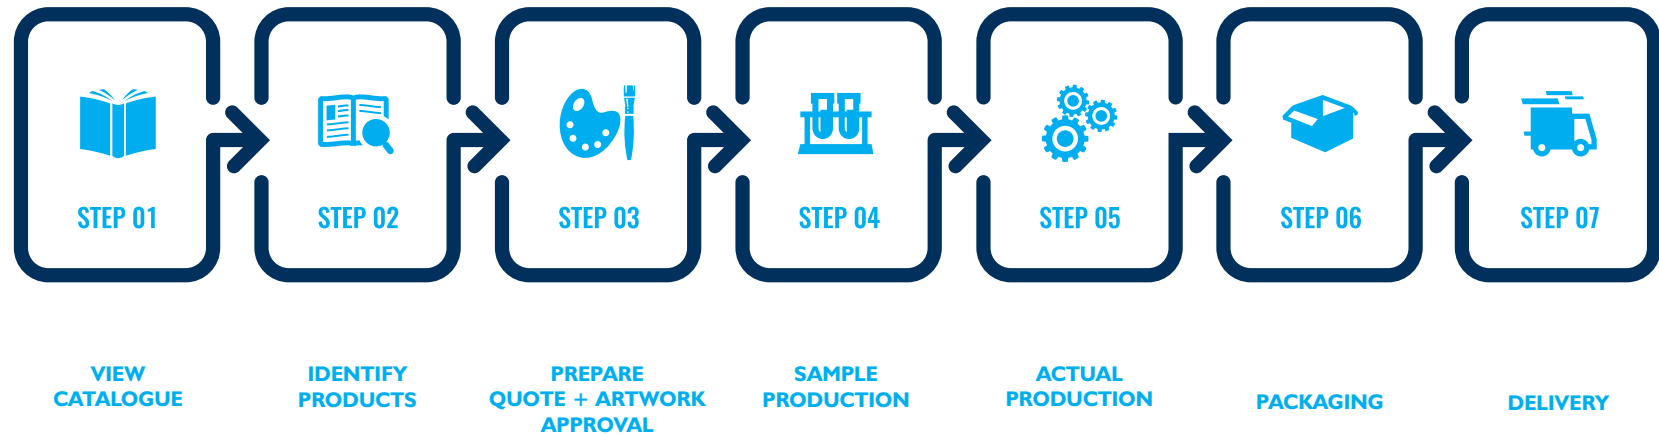 STEP 01
STEP 02
STEP 03
STEP 04
STEP 05
STEP 06
STEP 07
VIEW
CATALOGUE
IDENTIFY
PRODUCTS
PREPARE
QUOTE + ARTWORK
APPROVAL
SAMPLE
PRODUCTION
ACTUAL
PRODUCTION
PACKAGING
DELIVERY